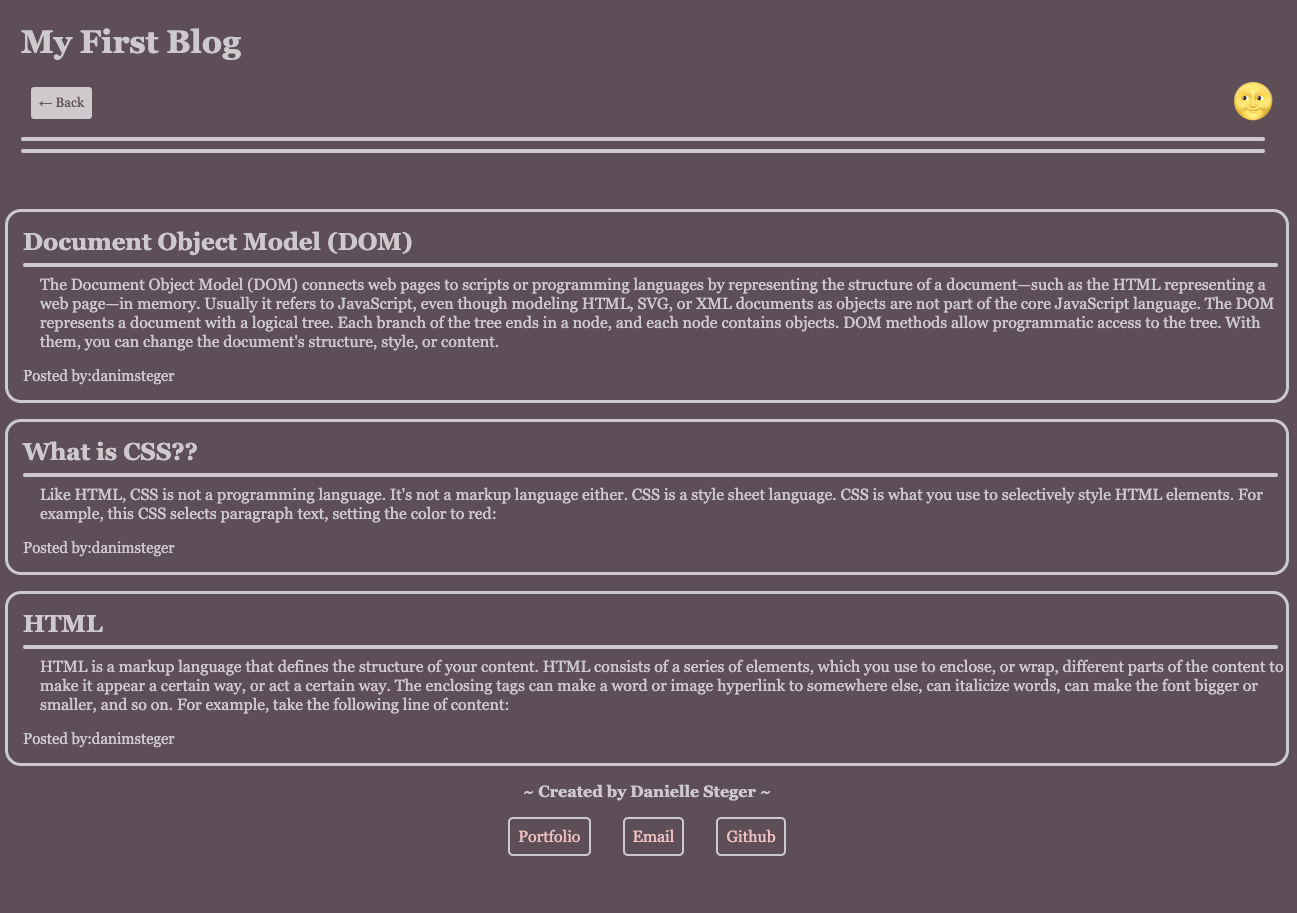 My First Blog
← Back
Document Object Model (DOM)
The Document Object Model (DOM) connects web pages to scripts or programming languages by representing the structure of a document—such as the HTML representing a
web page—in memory. Usually it refers to JavaScript, even though modeling HTML, SVG, or XML documents as objects are not part of the core JavaScript language. The DOM
represents a document with a logical tree. Each branch of the tree ends in a node, and each node contains objects. DOM methods allow programmatic access to the tree. With
them, you can change the document's structure, style, or content.
Posted by:danimsteger
What is CSS??
Like HTML, CSS is not a programming language. It's not a markup language either. CSS is a style sheet language. CSS is what you use to selectively style HTML elements. For
example, this CSS selects paragraph text, setting the color to red:
Posted by:danimsteger
HTML
HTML is a markup language that defines the structure of your content. HTML consists of a series of elements, which you use to enclose, or wrap, different parts of the content to
make it appear a certain way, or act a certain way. The enclosing tags can make a word or image hyperlink to somewhere else, can italicize words, can make the font bigger or
smaller, and so on. For example, take the following line of content:
Posted by:danimsteger
~ Created by Danielle Steger ~
Portfolio
Email
Github